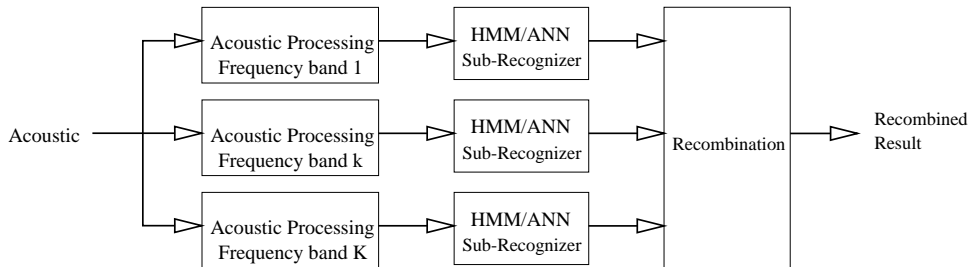 Acoustic
Acoustic Processing
Frequency band 1
HMM/ANN
Sub-Recognizer
Acoustic Processing
Frequency band k
HMM/ANN
Sub-Recognizer
Acoustic Processing
Frequency band K
HMM/ANN
Sub-Recognizer
Recombination
Recombined
Result